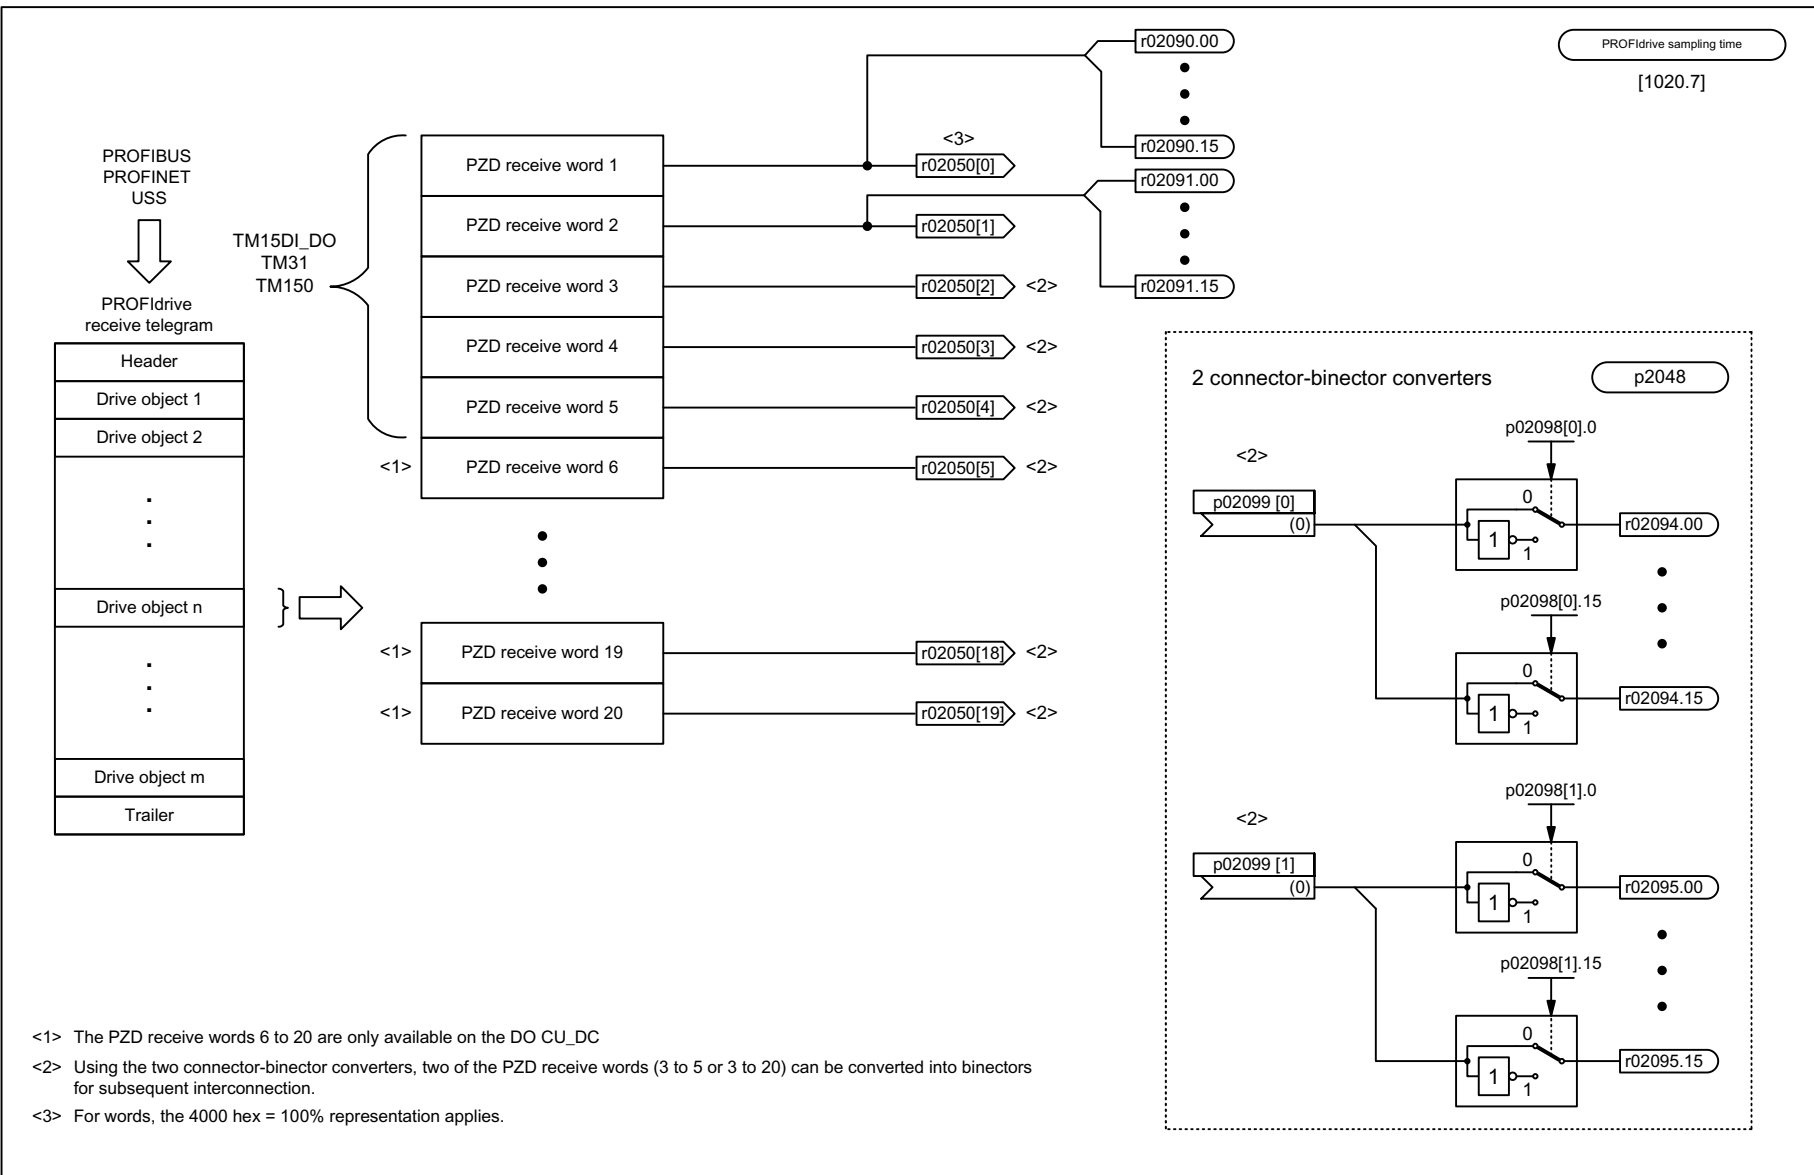 PROFIdrive sampling time
[1020.7]
PROFIBUS
PROFINET
USS
PROFIdrive
receive telegram
Header
Drive object 1
Drive object 2
Drive object n
Drive object m
Trailer
TM15DI_DO
TM31
TM150
PZD receive word 1
<3>
r02050[0]
r02090.00
r02090.15
PZD receive word 2
r02050[1]
r02091.00
r02091.15
PZD receive word 3
r02050[2]
<2>
PZD receive word 4
r02050[3]
<2>
PZD receive word 5
r02050[4]
<2>
<1>
PZD receive word 6
r02050[5]
<2>
<1>
PZD receive word 19
r02050[18]
<2>
<1>
PZD receive word 20
r02050[19]
<2>
2 connector-binector converters
p2048
<2>
p02099 [0]
(0)
p02098[0].0
0
1
1
r02094.00
p02098[0].15
0
1
1
r02094.15
<2>
p02099 [1]
(0)
p02098[1].0
0
1
1
r02095.00
p02098[1].15
0
1
1
r02095.15
<1> The PZD receive words 6 to 20 are only available on the DO CU_DC
<2> Using the two connector-binector converters, two of the PZD receive words (3 to 5 or 3 to 20) can be converted into binectors
for subsequent interconnection.
<3> For words, the 4000 hex = 100% representation applies.